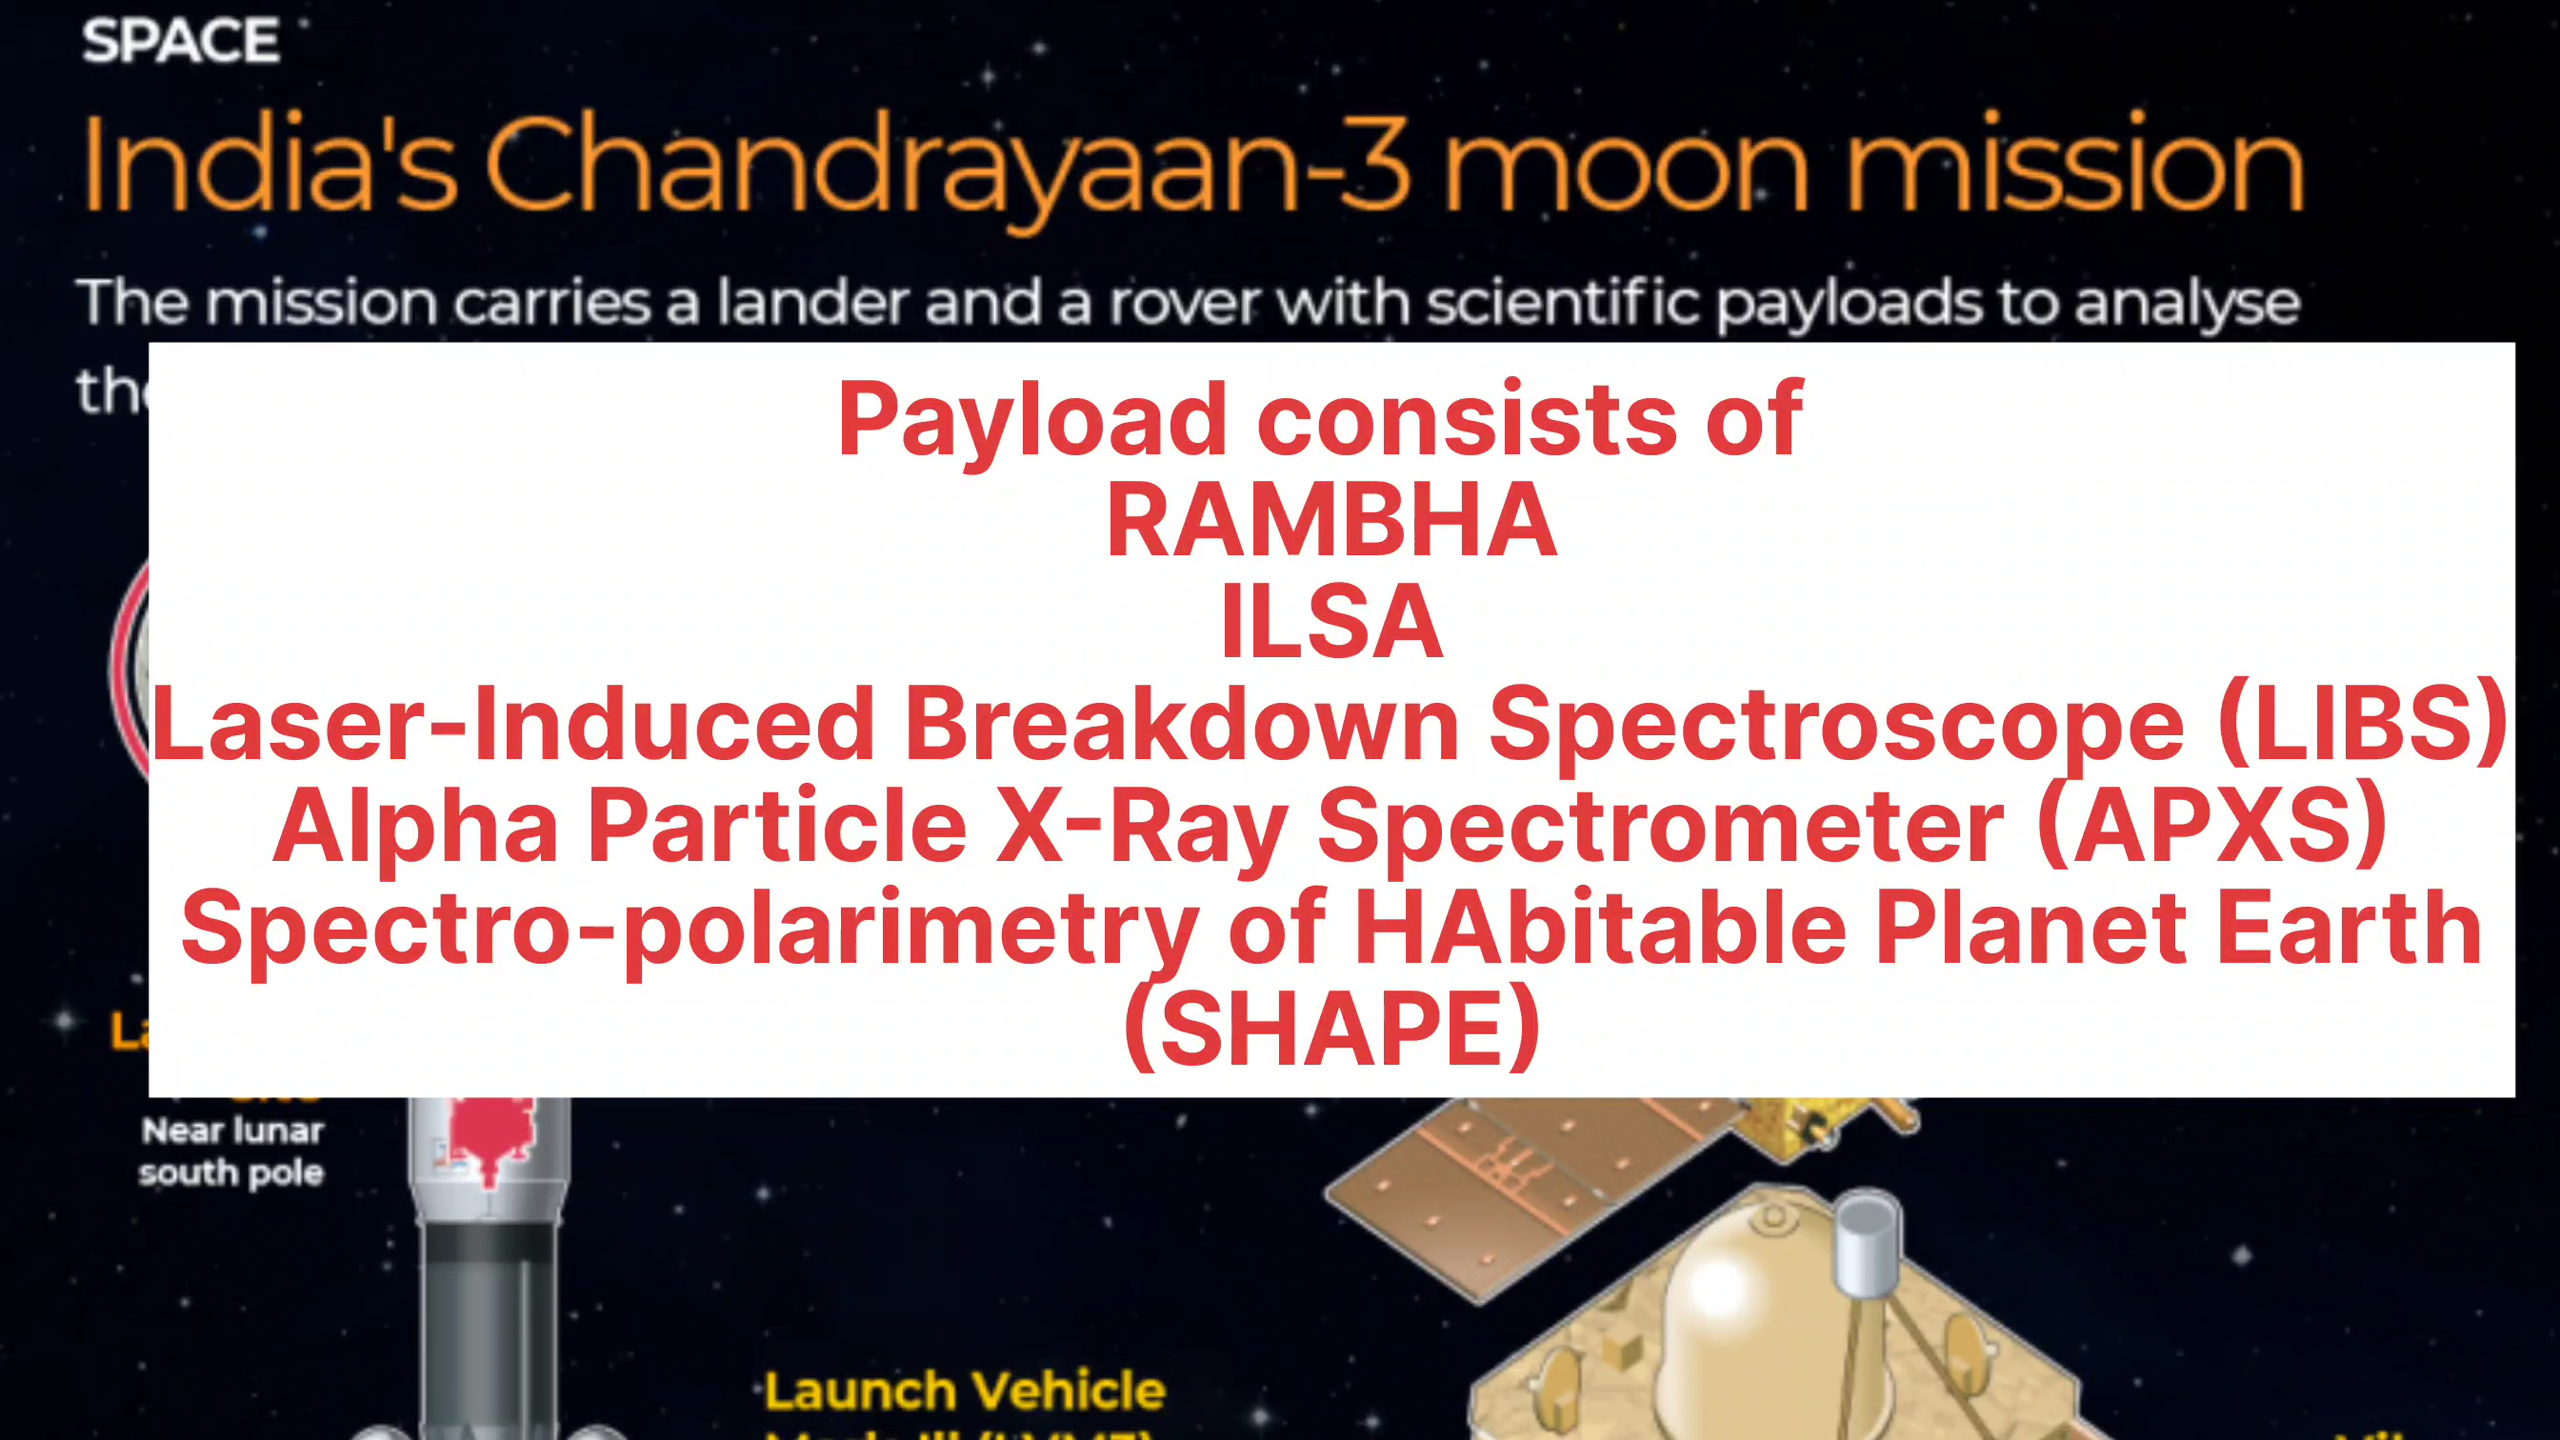 SPACE
India's Chandrayaan-3 moon mission
The mission carries a lander and a rover with scientific payloads to analyse
Payload consists of
RAMBHA
ILSA
Laser-Induced Breakdown Spectroscope (LIBS)
Alpha Particle X-Ray Spectrometer (APXS)
Spectro-polarimetry of HAbitable Planet Earth
(SHAPE)
Near lunar
south pole
Launch Vehicle